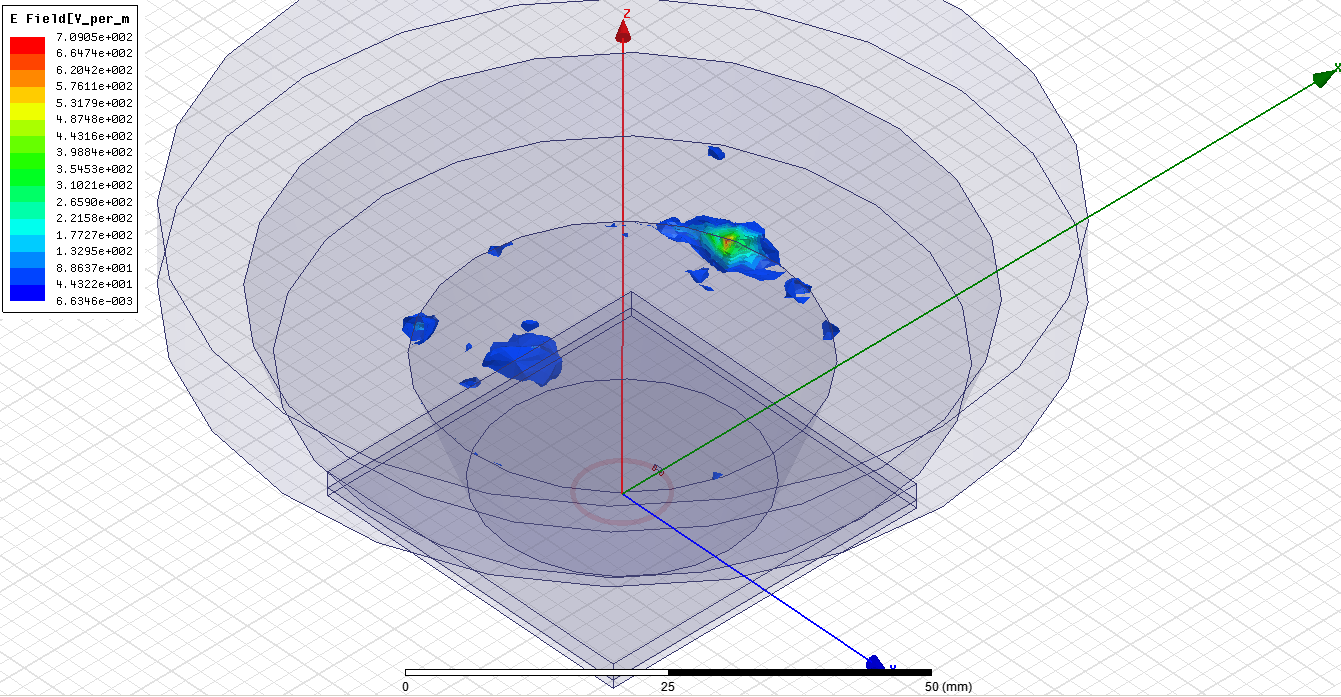 E Field[V_per_m
7.0905e+002
6.6474e+002
6.2042e+002
5.7611e+002
5.3179e+002
4.8748e+002
4.4316e+002
3.9884e+002
3.5453e+002
3.1021e+002
2.6590e+002
2.2158e+002
1.7727e+002
1.3295e+002
8.8637e+001
4.4322e+001
6.6346e-003
Z
X
0
25
50 (mm)